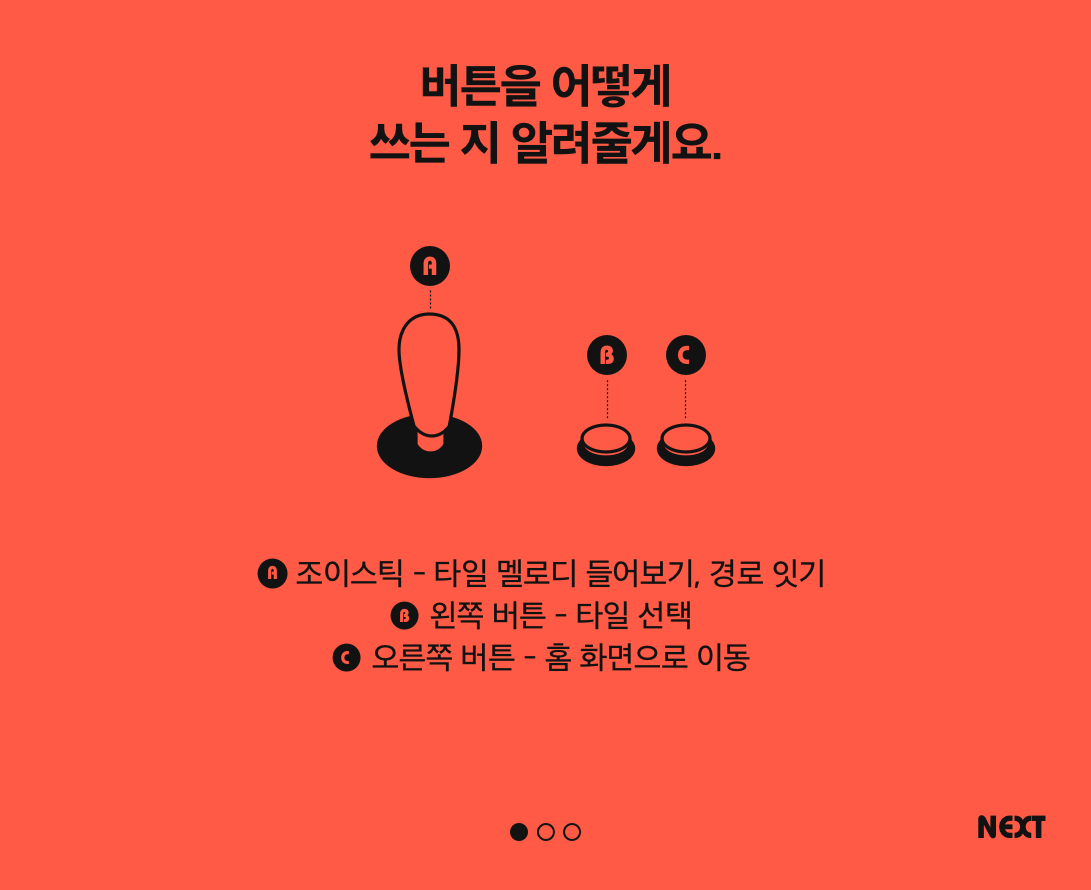 버튼을 어떻게
쓰는 지 알려줄게요.
A
B C
A 조이스틱 - 타일 멜로디 들어보기, 경로 잇기
B 왼쪽 버튼 - 타일 선택
C 오른쪽 버튼 - 홈 화면으로 이동
NEXT